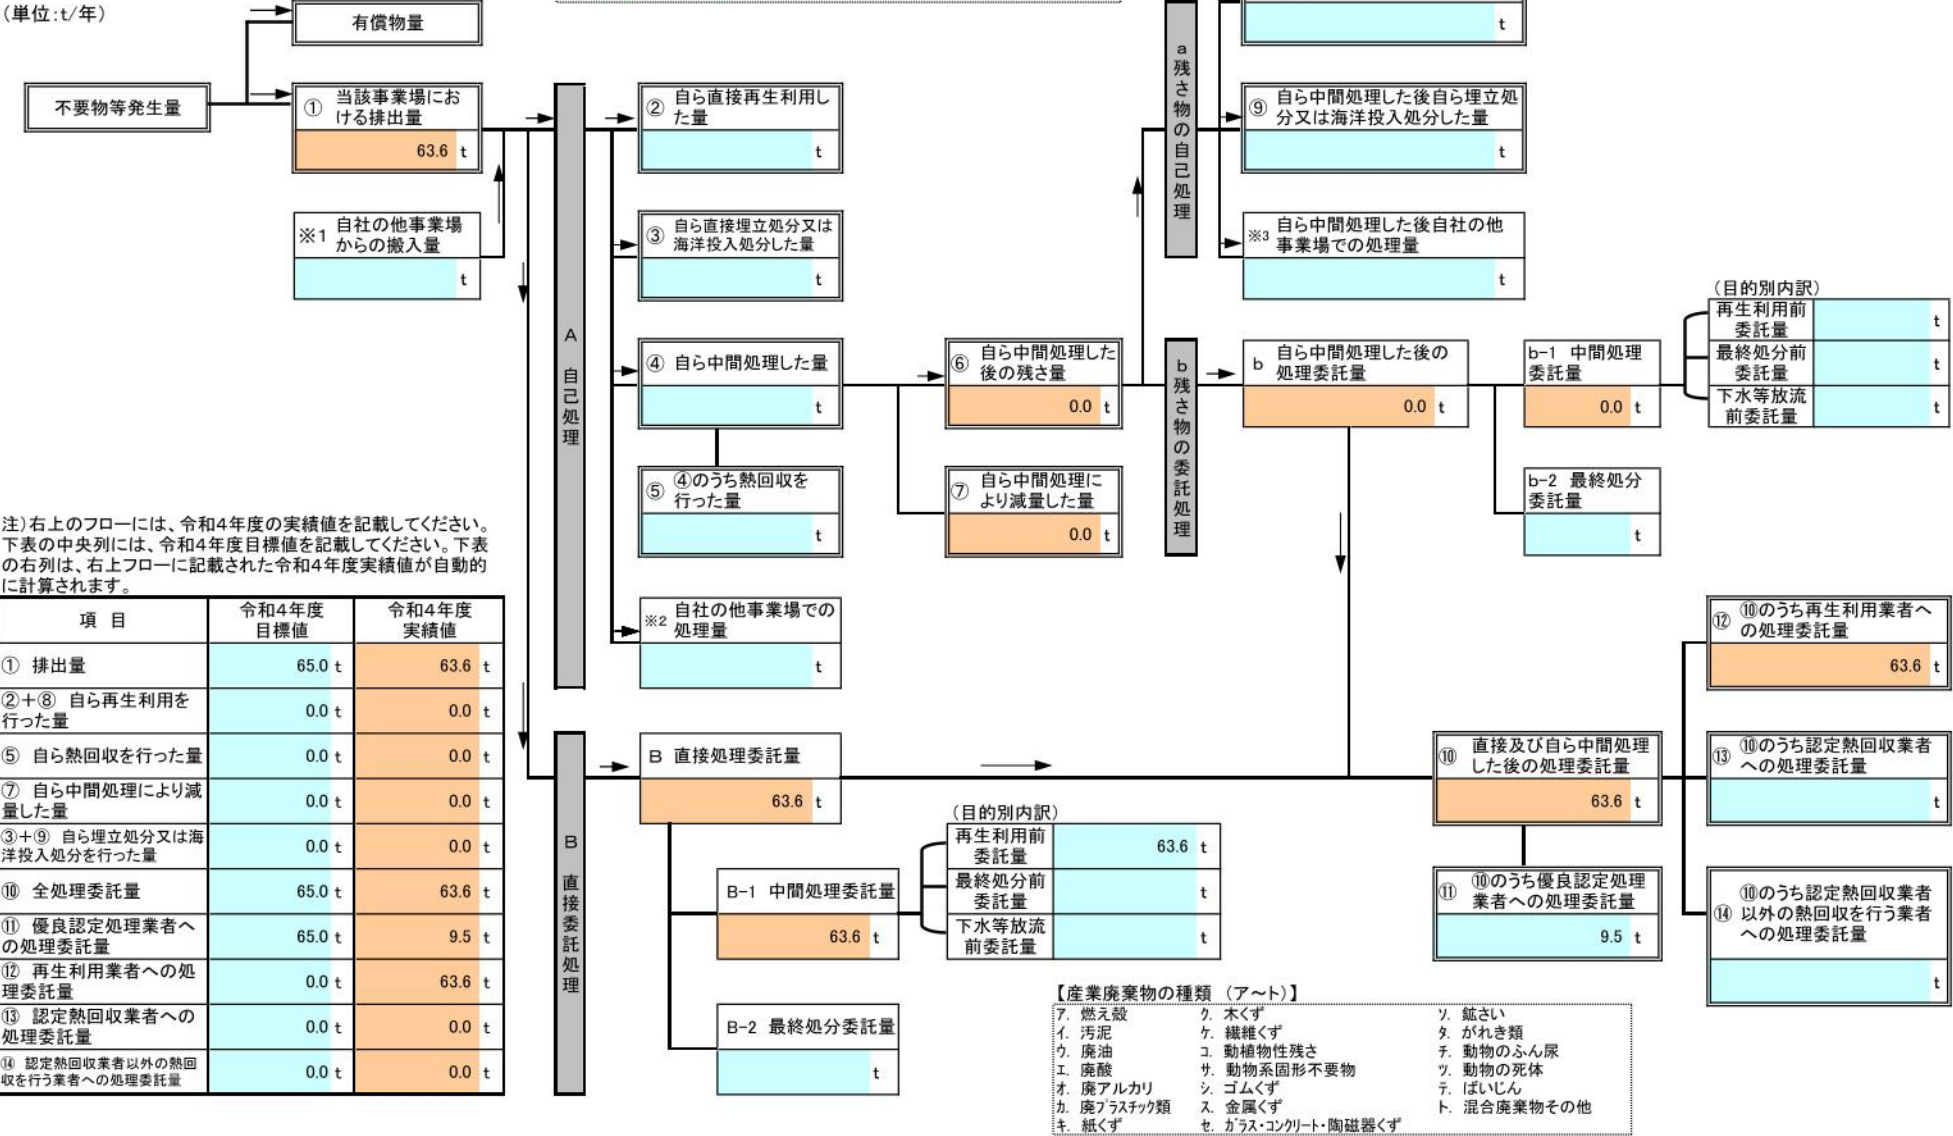 (単位:t/年)
有償物量
t
不要物等発生量
① 当該事業場にお
ける排出量
63.6 t
※1 自社の他事業場
からの搬入量
t
A 自己処理
② 自ら直接再生利用し
た量
t
③ 自ら直接埋立処分又は
海洋投入処分した量
t
④ 自ら中間処理した量
t
⑤ ④のうち熱回収を
行った量
t
※2 自社の他事業場での
処理量
t
⑥ 自ら中間処理した
後の残さ量
0.0 t
⑦ 自ら中間処理に
より減量した量
0.0 t
a 残さ物の自己処理
⑨ 自ら中間処理した後自ら埋立処
分又は海洋投入処分した量
t
※3 自ら中間処理した後自社の他
事業場での処理量
t
b 残さ物の委託処理
b 自ら中間処理した後の
処理委託量
0.0 t
b-1 中間処理
委託量
0.0 t
b-2 最終処分
委託量
t
(目的別内訳)
再生利用前
委託量
t
最終処分前
委託量
t
下水等放流
前委託量
t
注)右上のフローには、令和4年度の実績値を記載してください。
下表の中央列には、令和4年度目標値を記載してください。下表
の右列は、右上フローに記載された令和4年度実績値が自動的
に計算されます。
項 目 令和4年度
目標値 令和4年度
実績値
① 排出量 65.0 t 63.6 t
②+⑧ 自ら再生利用を
行った量 0.0 t 0.0 t
⑤ 自ら熱回収を行った量 0.0 t 0.0 t
⑦ 自ら中間処理により減
量した量 0.0 t 0.0 t
③+⑨ 自ら埋立処分又は海
洋投入処分を行った量 0.0 t 0.0 t
⑩ 全処理委託量 65.0 t 63.6 t
⑪ 優良認定処理業者へ
の処理委託量 65.0 t 9.5 t
⑫ 再生利用業者への処
理委託量 0.0 t 63.6 t
⑬ 認定熱回収業者への
処理委託量 0.0 t 0.0 t
⑭ 認定熱回収業者以外の熱回
収を行う業者への処理委託量 0.0 t 0.0 t
B 直接委託処理
B 直接処理委託量
63.6 t
B-1 中間処理委託量
63.6 t
B-2 最終処分委託量
t
(目的別内訳)
再生利用前
委託量
63.6 t
最終処分前
委託量
t
下水等放流
前委託量
t
⑩ 直接及び自ら中間処理
した後の処理委託量
63.6 t
⑪ ⑩のうち優良認定処理
業者への処理委託量
9.5 t
⑫ ⑩のうち再生利用業者へ
の処理委託量
63.6 t
⑬ ⑩のうち認定熱回収業者
への処理委託量
t
⑭ ⑩のうち認定熱回収業者
以外の熱回収を行う業者
への処理委託量
t
【産業廃棄物の種類 (ア~ト)】
ア. 燃え殻 ク. 木くず ソ. 鉱さい
イ. 汚泥 ケ. 繊維くず タ. がれき類
ウ. 廃油 コ. 動植物性残さ チ. 動物のふん尿
エ. 廃酸 サ. 動物系固形不要物 ツ. 動物の死体
オ. 廃アルカリ シ. ゴムくず テ. ばいじん
カ. 廃プラスチック類 ス. 金属くず ト. 混合廃棄物その他
キ. 紙くず セ. ガラス・コンクリート・陶磁器くず